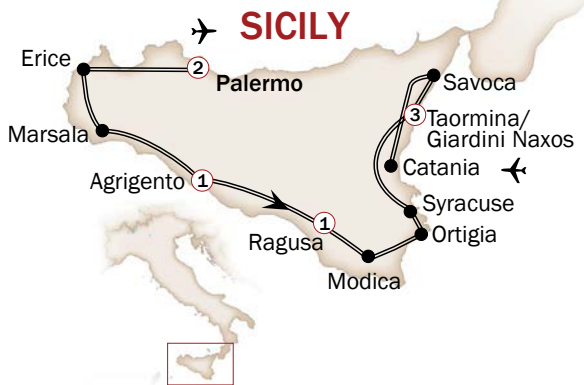 SICILY
Erice
2
Palermo
Savoca
3
Taormina/
Giardini Naxos
Marsala
Catania
Agrigento
1
Syracuse
1
Ragusa
Ortigia
Modica